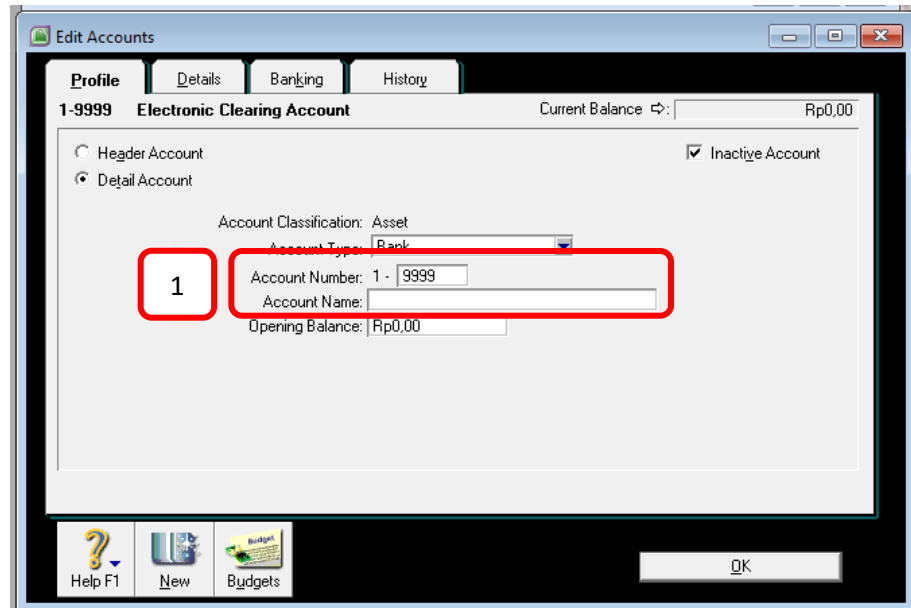 Edit Accounts
Profile Details Banking History
1-9999 Electronic Clearing Account Current Balance ⇨: Rp0,00
Header Account Inactive Account
Detail Account
Account Classification: Asset
Account Type: Bank
1
Account Number: 1 - 9999
Account Name:
Opening Balance: Rp0,00
Budget
Help F1 New Budgets OK